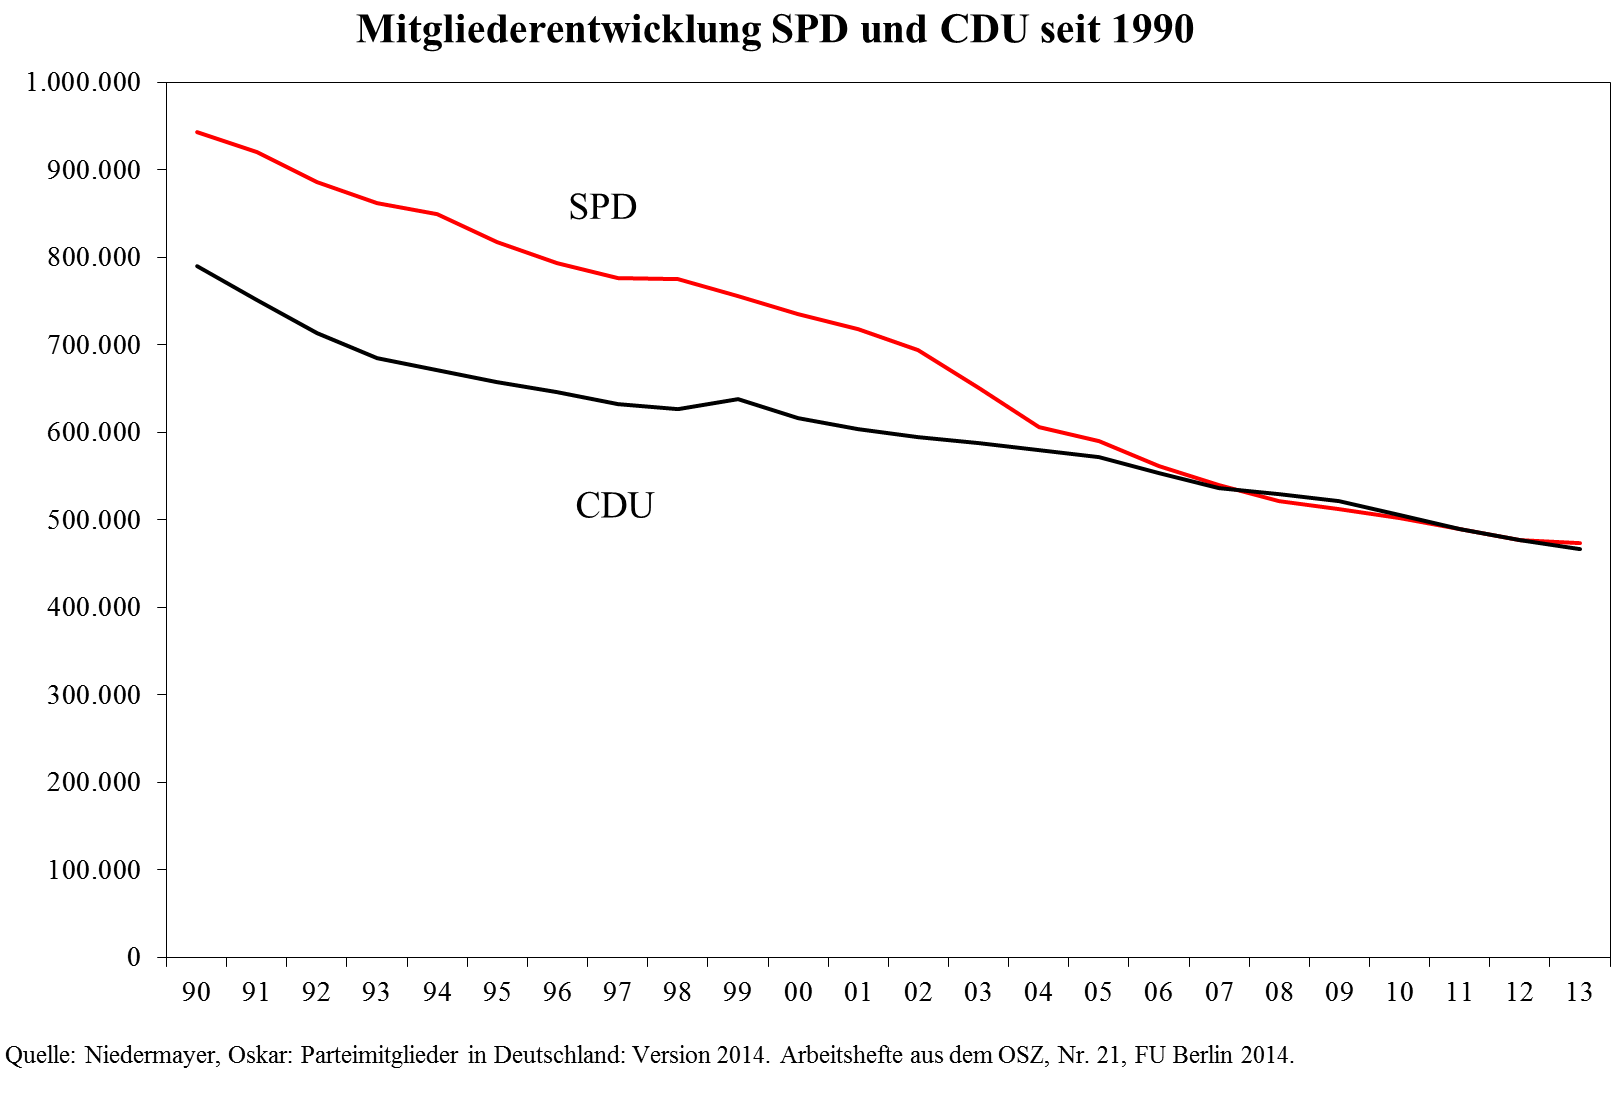 Mitgliederentwicklung SPD und CDU seit 1990
1.000.000
900.000
SPD
800.000
700.000
600.000
CDU
500.000
400.000
300.000
200.000
100.000
0
90 91 92 93 94 95 96 97 98 99 00 01 02 03 04 05 06 07 08 09 10 11 12 13
Quelle: Niedermayer, Oskar: Parteimitglieder in Deutschland: Version 2014. Arbeitshefte aus dem OSZ, Nr. 21, FU Berlin 2014.